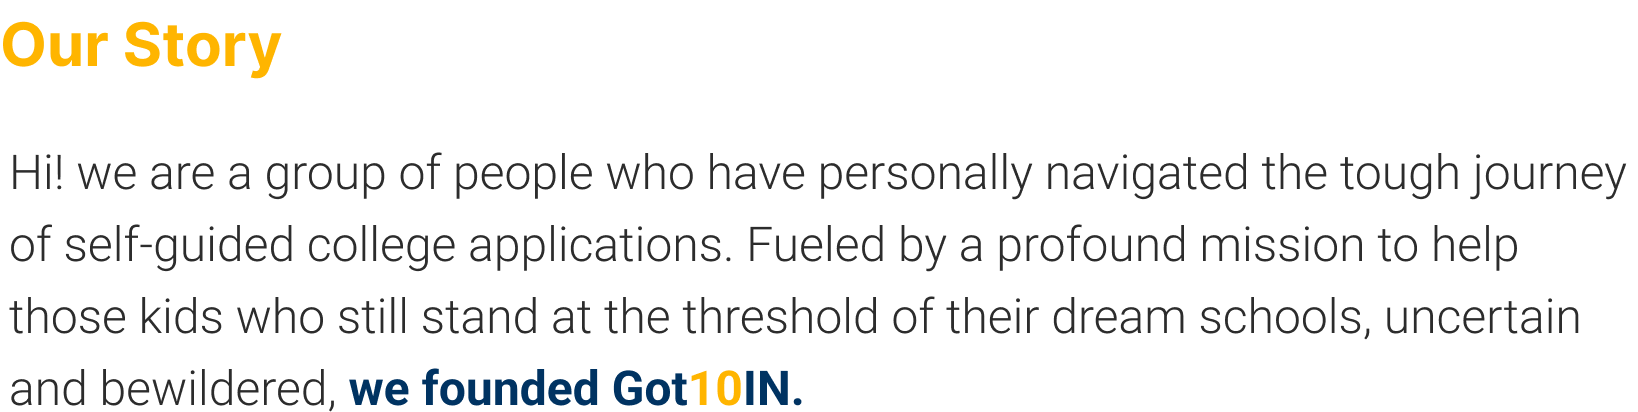 Our Story
Hi! we are a group of people who have personally navigated the tough journey
of self-guided college applications. Fueled by a profound mission to help
those kids who still stand at the threshold of their dream schools, uncertain
and bewildered, we founded Got10IN.